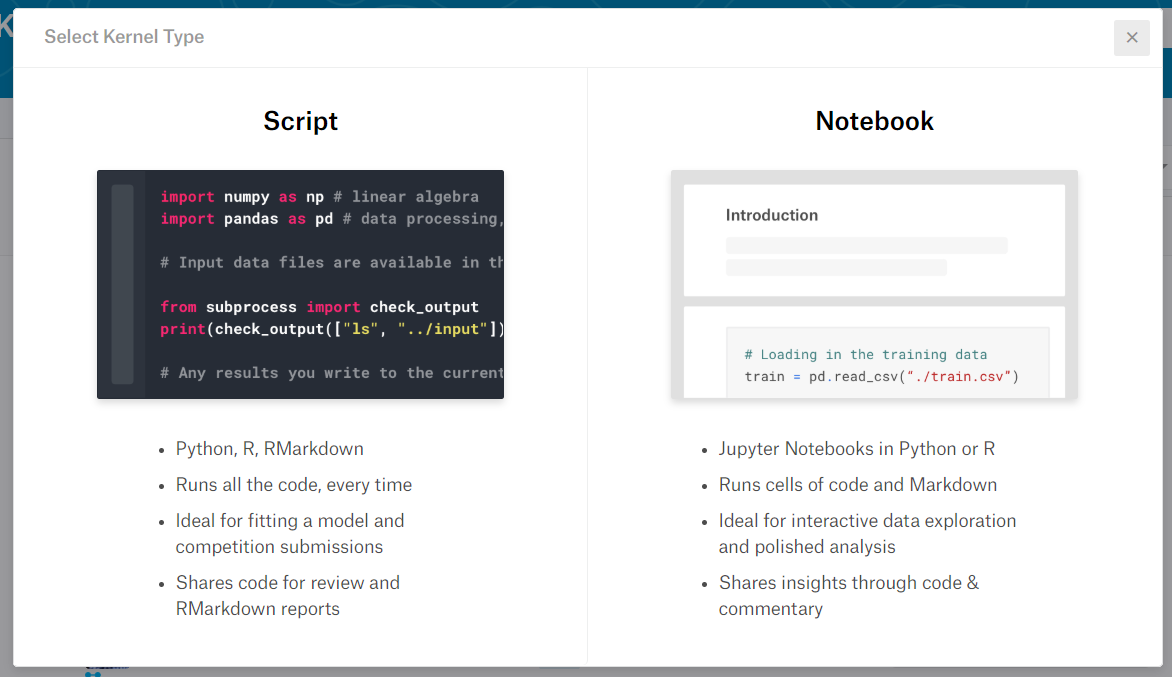 Select Kernel Type
Script
import numpy as np # linear algebra
import pandas as pd # data processing,
# Input data files are available in th
from subprocess import check_output
print(check_output(["ls", "../input"])
# Any results you write to the current
• Python, R, RMarkdown
• Runs all the code, every time
• Ideal for fitting a model and
competition submissions
• Shares code for review and
RMarkdown reports
Notebook
Introduction
# Loading in the training data
train = pd.read_csv(“./train.csv”)
• Jupyter Notebooks in Python or R
• Runs cells of code and Markdown
• Ideal for interactive data exploration
and polished analysis
• Shares insights through code &
commentary